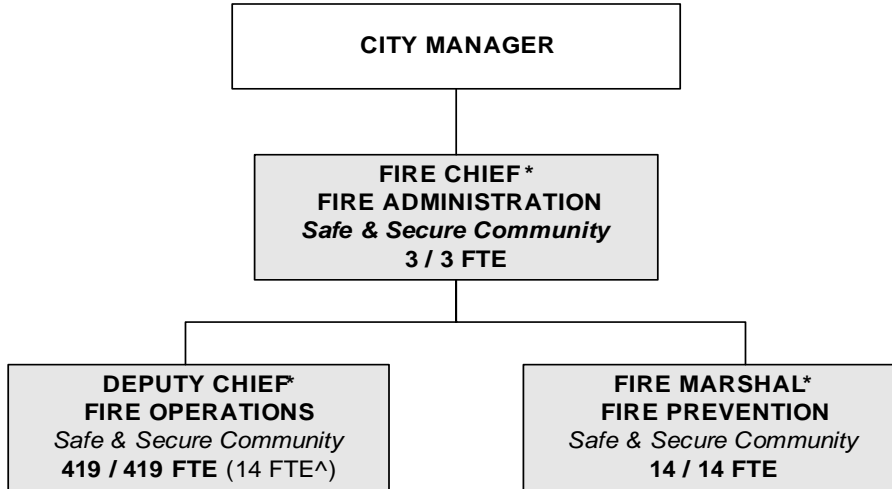 CITY MANAGER
FIRE CHIEF*
FIRE ADMINISTRATION
Safe & Secure Community
3 / 3 FTE
DEPUTY CHIEF*
FIRE OPERATIONS
Safe & Secure Community
419 / 419 FTE (14 FTE^)
FIRE MARSHAL*
FIRE PREVENTION
Safe & Secure Community
14 / 14 FTE